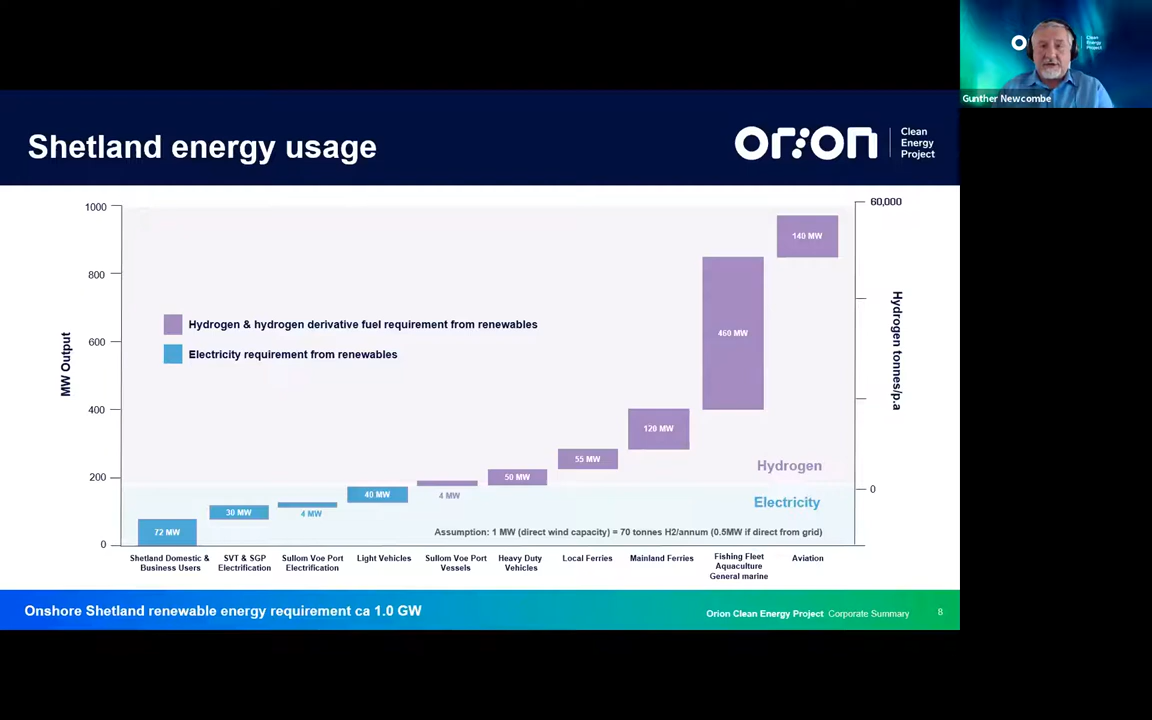 Shetland energy usage
Orion
Clean
Energy
Project
Gunther Newcombe
MW Output
1000
800
600
400
200
0
60,000
0
Hydrogen tonnes/p.a
Hydrogen & hydrogen derivative fuel requirement from renewables
Electricity requirement from renewables
72 MW
30 MW
4 MW
40 MW
4 MW
50 MW
55 MW
120 MW
460 MW
140 MW
Hydrogen
Electricity
Assumption: 1 MW (direct wind capacity) = 70 tonnes H2/annum (0.5MW if direct from grid)
Shetland Domestic &
Business Users
SVT & SGP
Electrification
Sullom Voe Port
Electrification
Light Vehicles
Sullom Voe Port
Vessels
Heavy Duty
Vehicles
Local Ferries
Mainland Ferries
Fishing Fleet
Aquaculture
General marine
Aviation
Onshore Shetland renewable energy requirement ca 1.0 GW
Orion Clean Energy Project Corporate Summary 8